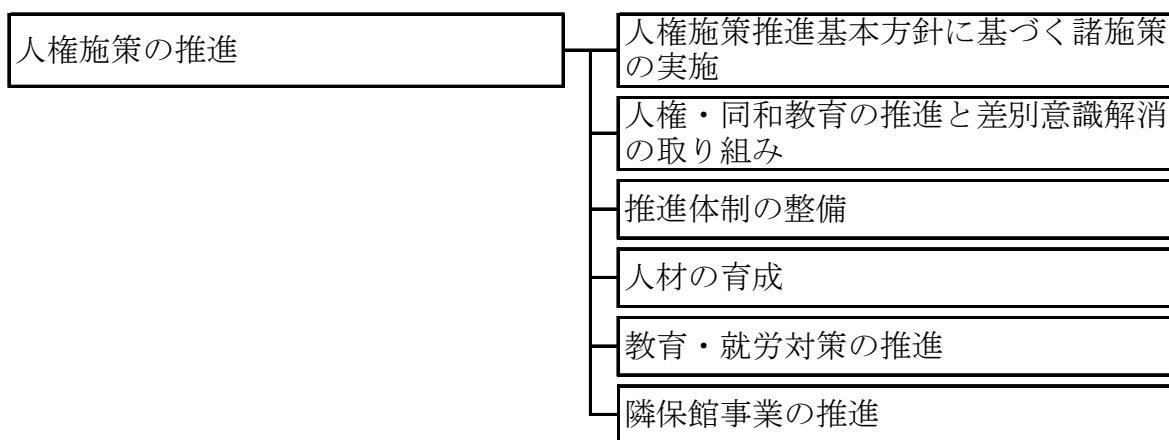 人権施策の推進
人権施策推進基本方針に基づく諸施策
の実施
人権・同和教育の推進と差別意識解消
の取り組み
推進体制の整備
人材の育成
教育・就労対策の推進
隣保館事業の推進